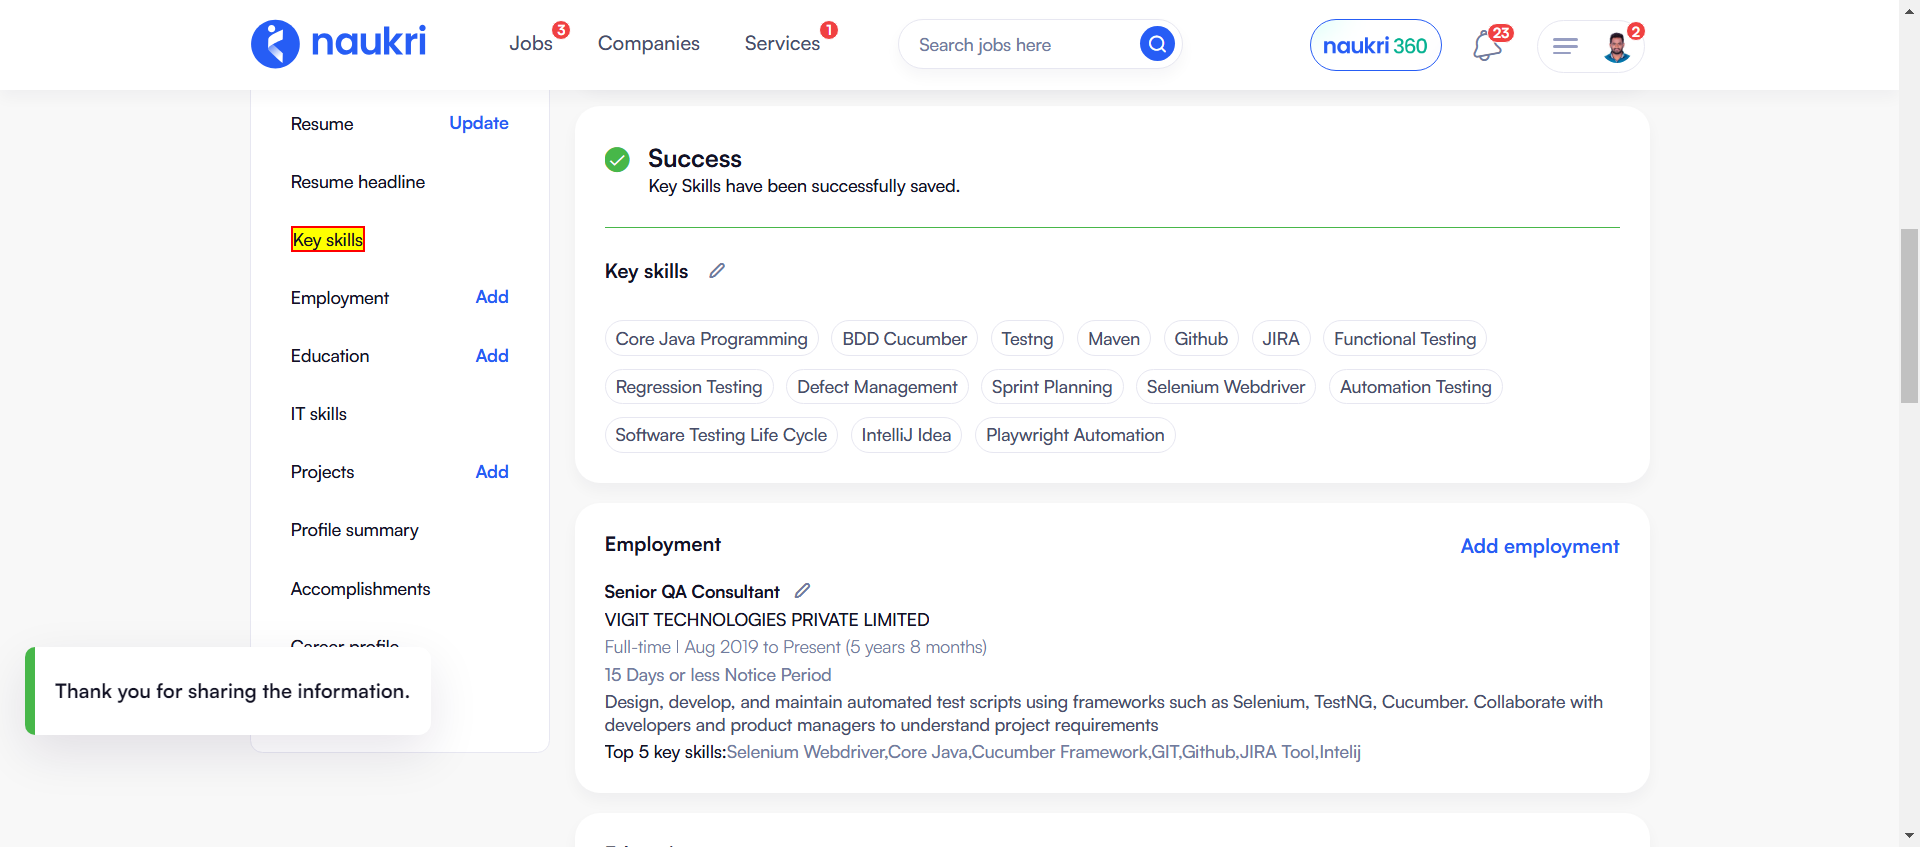 naukri
Jobs 3
Companies
Services 1
Search jobs here
naukri 360
23
2
Resume Update
Resume headline
Key skills
Employment Add
Education Add
IT skills
Projects Add
Profile summary
Accomplishments
Career profile
Thank you for sharing the information.
Success
Key Skills have been successfully saved.
Key skills
Core Java Programming BDD Cucumber Testng Maven Github JIRA Functional Testing
Regression Testing Defect Management Sprint Planning Selenium Webdriver Automation Testing
Software Testing Life Cycle IntelliJ Idea Playwright Automation
Employment Add employment
Senior QA Consultant
VIGIT TECHNOLOGIES PRIVATE LIMITED
Full-time | Aug 2019 to Present (5 years 8 months)
15 Days or less Notice Period
Design, develop, and maintain automated test scripts using frameworks such as Selenium, TestNG, Cucumber. Collaborate with
developers and product managers to understand project requirements
Top 5 key skills:Selenium Webdriver,Core Java,Cucumber Framework,GIT,Github,JIRA Tool,Intelij